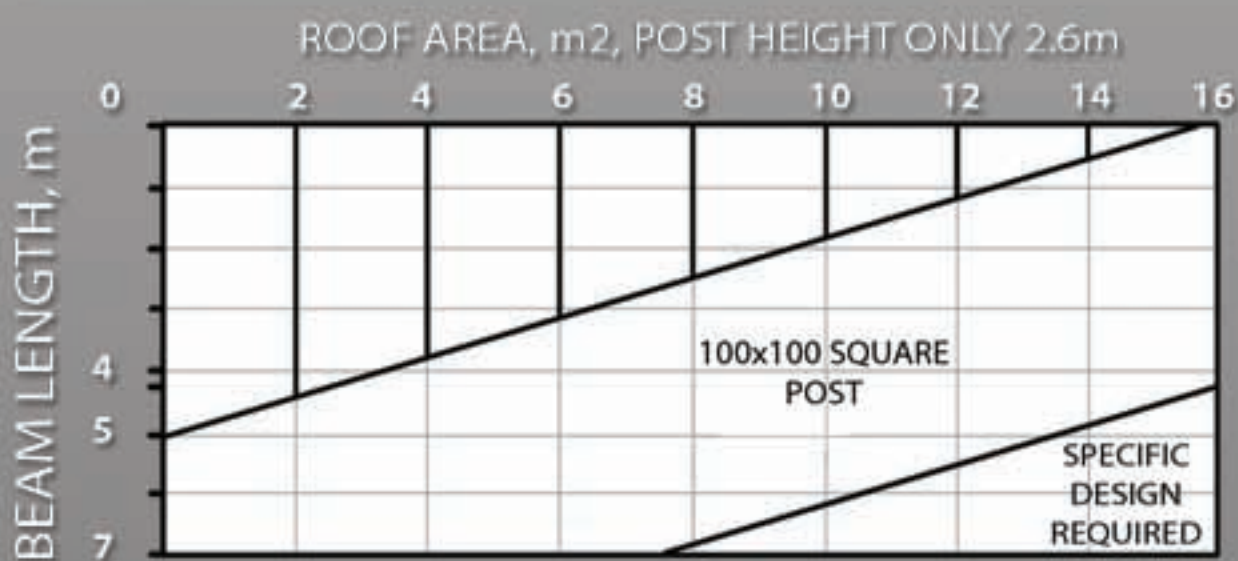 ROOF AREA, m2, POST HEIGHT ONLY 2.6m
0 2 4 6 8 10 12 14 16
BEAM LENGTH, m
4
5
7
100x100 SQUARE
POST
SPECIFIC
DESIGN
REQUIRED